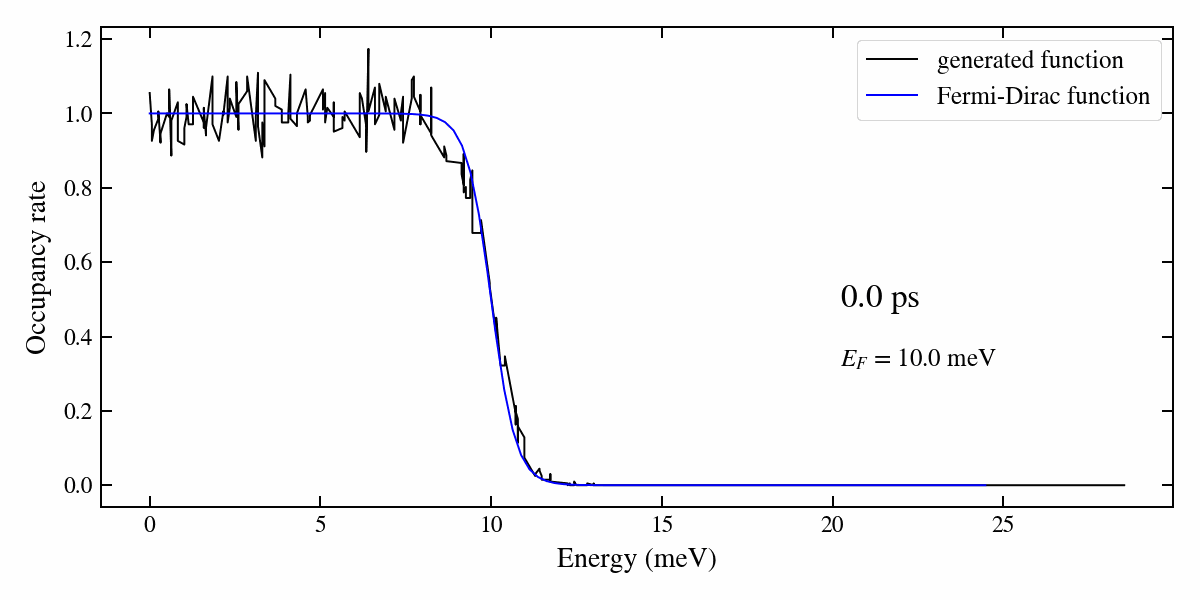 1.2
1.0
0.8
0.6
0.4
0.2
0.0
Occupancy rate
generated function
Fermi-Dirac function
0.0 ps
E_F = 10.0 meV
0 5 10 15 20 25
Energy (meV)